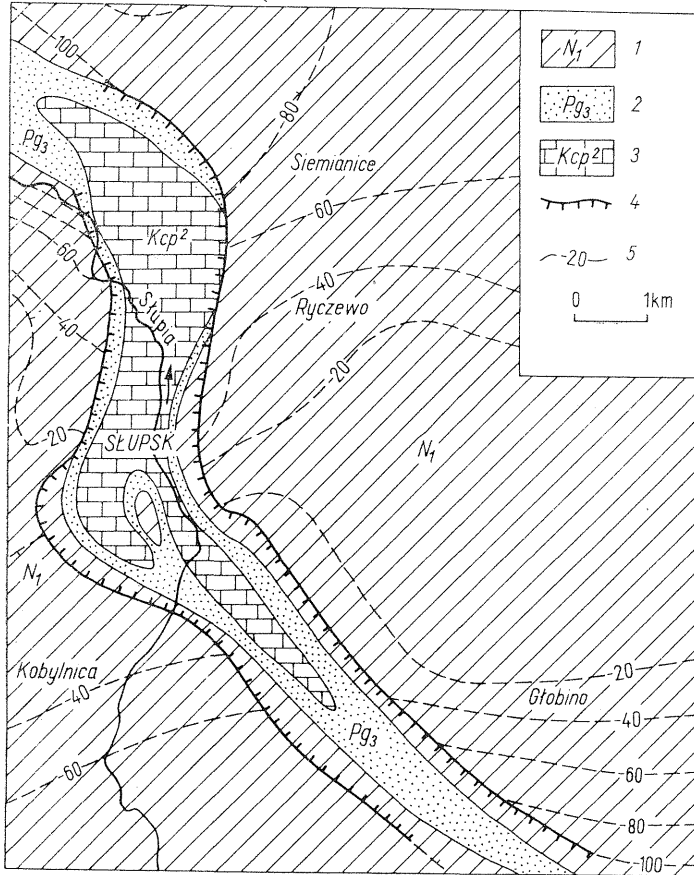 N₁ 1
Pg₃ 2
Kcp² 3
4
-20- 5
0 1km
100
80
Pg₃
Siemianice
60
Kcp²
60
40
Słupia
Ryczewo
40
-20
N₁
-20
SŁUPSK
N₁
Kobylnica
-20
Głobino
-40
-40
Pg₃
-60
-60
-80
-100